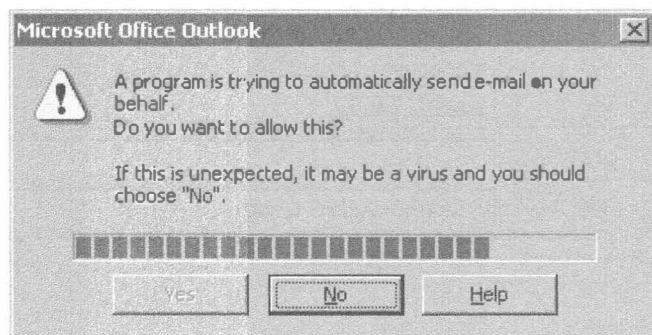 Microsoft Office Outlook
A program is trying to automatically send e-mail on your
behalf.
Do you want to allow this?
If this is unexpected, it may be a virus and you should
choose "No".
Yes
No
Help